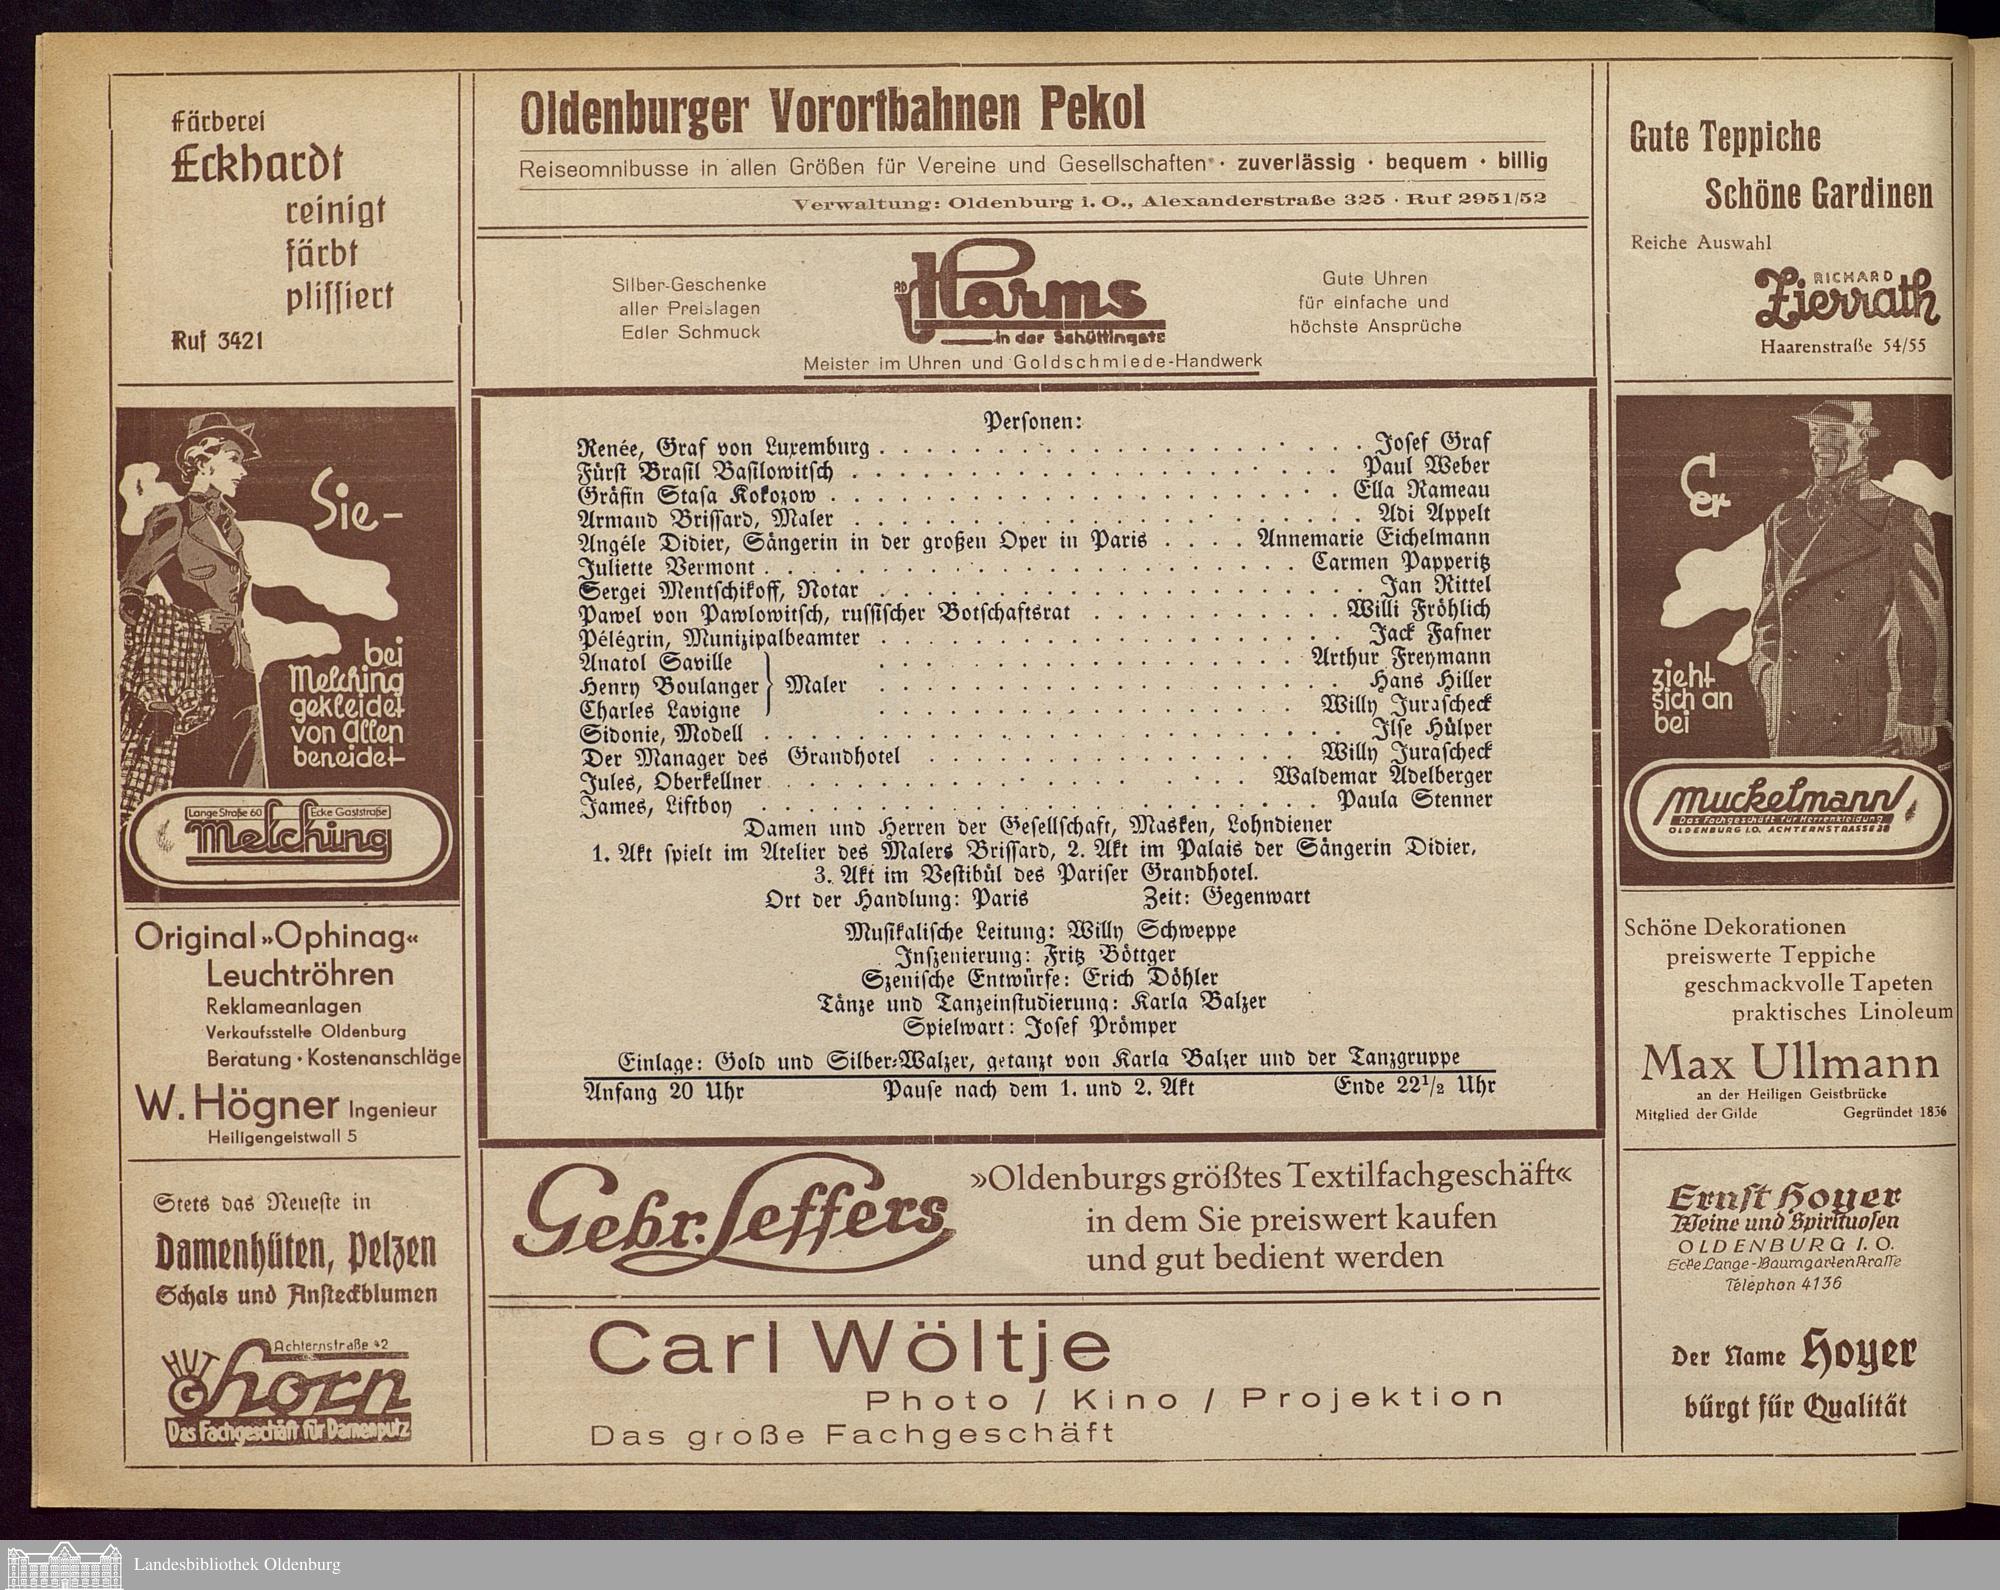 Färberei
Eckhardt
reinigt
färbt
plissiert
Ruf 3421
Sie-
bei
Melching
gekleidet
von Allen
beneidet
Lange Straße 60 Ecke Gaststraße
Melching
Original »Ophinag«
Leuchtröhren
Reklameanlagen
Verkaufsstelle Oldenburg
Beratung · Kostenanschläge
W. Högner Ingenieur
Heiligengeistwall 5
Stets das Neueste in
Damenhüten, Pelzen
Schals und Ansteckblumen
Achternstraße 42
HUT
G horn
Das Fachgeschäft für Damenputz
Oldenburger Vorortbahnen Pekol
Reiseomnibusse in allen Größen für Vereine und Gesellschaften · zuverlässig · bequem · billig
Verwaltung: Oldenburg i. O., Alexanderstraße 325 · Ruf 2951/52
Silber-Geschenke
aller Preislagen
Edler Schmuck
AD Harms
in der Schüttingstr
Gute Uhren
für einfache und
höchste Ansprüche
Meister im Uhren und Goldschmiede-Handwerk
Personen:
Renée, Graf von Luxemburg . . . . . Josef Graf
Fürst Brasil Basilowitsch . . . . . Paul Weber
Gräfin Stasa Kokozow . . . . . Ella Rameau
Armand Brissard, Maler . . . . . Adi Appelt
Angéle Didier, Sängerin in der großen Oper in Paris . . . . Annemarie Eichelmann
Juliette Vermont . . . . . Carmen Papperitz
Sergei Mentschikoff, Notar . . . . . Jan Rittel
Pawel von Pawlowitsch, russischer Botschaftsrat . . . . . Willi Fröhlich
Pélégrin, Munizipalbeamter . . . . . Jack Fafner
Anatol Saville . . . . . Arthur Freymann
Henry Boulanger } Maler . . . . . Hans Hiller
Charles Lavigne . . . . . Willy Jurascheck
Sidonie, Modell . . . . . Ilse Hülper
Der Manager des Grandhotel . . . . . Willy Jurascheck
Jules, Oberkellner . . . . . Waldemar Adelberger
James, Liftboy . . . . . Paula Stenner
Damen und Herren der Gesellschaft, Masken, Lohndiener
1. Akt spielt im Atelier des Malers Brissard, 2. Akt im Palais der Sängerin Didier,
3. Akt im Vestibül des Pariser Grandhotel.
Ort der Handlung: Paris Zeit: Gegenwart
Musikalische Leitung: Willy Schweppe
Inszenierung: Fritz Böttger
Szenische Entwürfe: Erich Döhler
Tänze und Tanzeinstudierung: Karla Balzer
Spielwart: Josef Prömper
Einlage: Gold und Silber-Walzer, getanzt von Karla Balzer und der Tanzgruppe
Anfang 20 Uhr Pause nach dem 1. und 2. Akt Ende 22½ Uhr
Gebr. Leffers
»Oldenburgs größtes Textilfachgeschäft«
in dem Sie preiswert kaufen
und gut bedient werden
Carl Wöltje
Photo / Kino / Projektion
Das große Fachgeschäft
Gute Teppiche
Schöne Gardinen
Reiche Auswahl
RICHARD
Zierrath
Haarenstraße 54/55
Er
zieht
sich an
bei
Muckelmann
Das Fachgeschäft für Herrenkleidung
OLDENBURG I.O. ACHTERNSTRASSE 38
Schöne Dekorationen
preiswerte Teppiche
geschmackvolle Tapeten
praktisches Linoleum
Max Ullmann
an der Heiligen Geistbrücke
Mitglied der Gilde Gegründet 1836
Ernst Hoyer
Weine und Spirituosen
OLDENBURG I. O.
Ecke Lange-Baumgartenstraße
Telephon 4136
Der Name Hoyer
bürgt für Qualität
Landesbibliothek Oldenburg